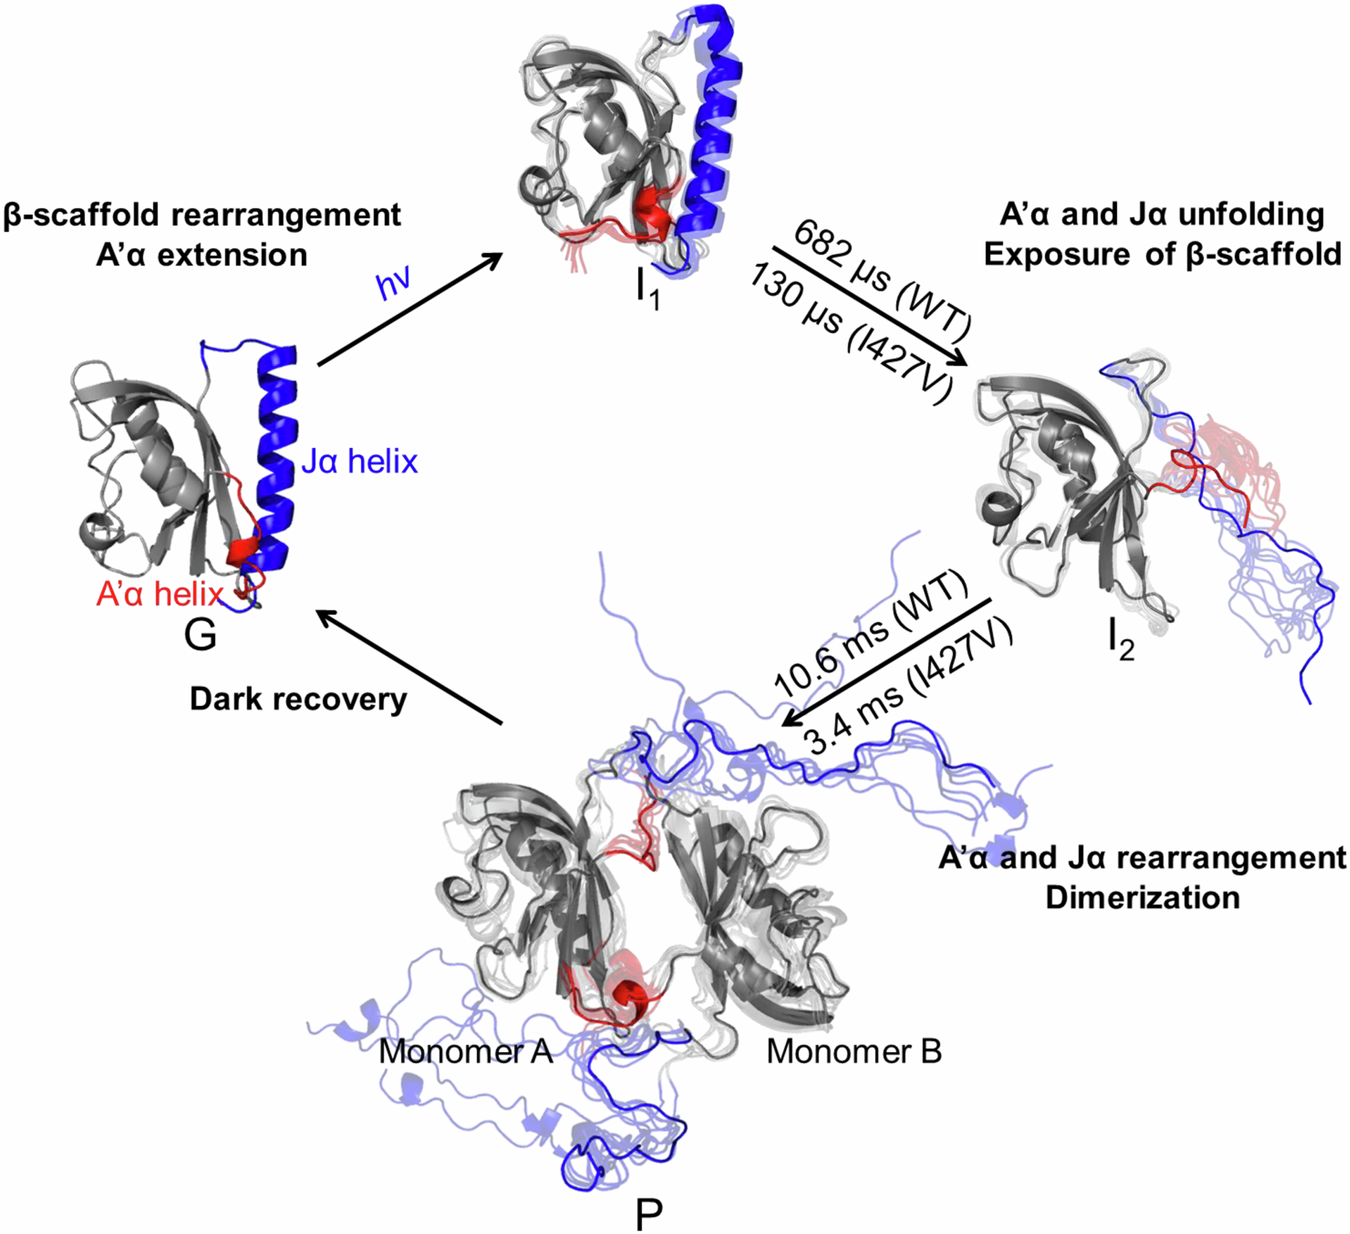 β-scaffold rearrangement
A’α extension
hν
I1
682 µs (WT)
130 µs (I427V)
A’α and Jα unfolding
Exposure of β-scaffold
Jα helix
A’α helix
G
I2
10.6 ms (WT)
3.4 ms (I427V)
Dark recovery
A’α and Jα rearrangement
Dimerization
Monomer A
Monomer B
P